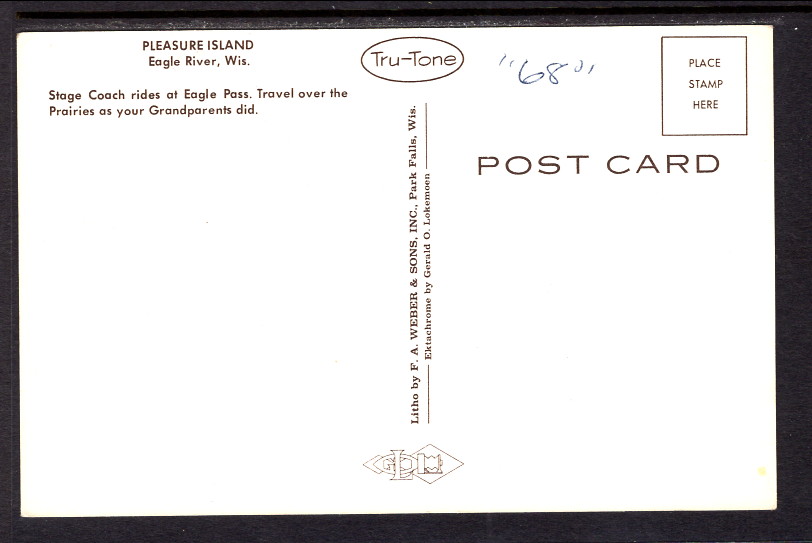 PLEASURE ISLAND
Eagle River, Wis.
Stage Coach rides at Eagle Pass. Travel over the
Prairies as your Grandparents did.
Tru-Tone
"68"
PLACE
STAMP
HERE
POST CARD
Litho by F. A. WEBER & SONS, INC., Park Falls, Wis.
Ektachrome by Gerald O. Lokemoen